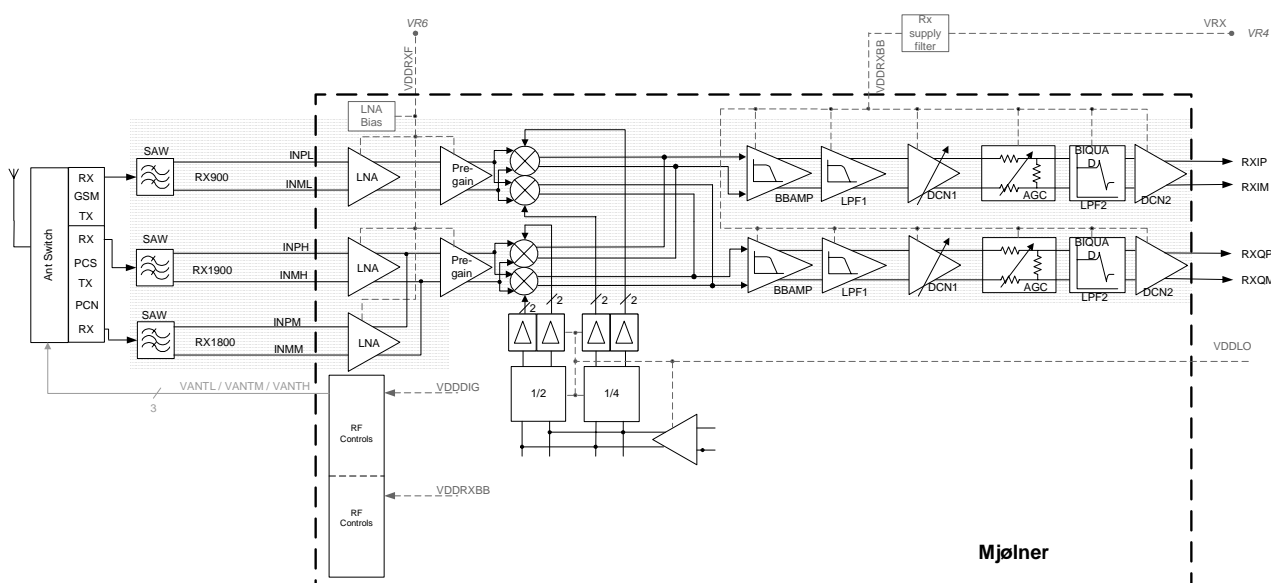 VR6
VDDRXF
Rx
supply
filter
VRX
VR4
VDDRXBB
LNA
Bias
SAW
RX900
INPL
INML
LNA
Pre-
gain
BBAMP
LPF1
DCN1
AGC
BIQUA
D
LPF2
DCN2
RXIP
RXIM
Ant Switch
RX
GSM
TX
RX
PCS
TX
PCN
RX
SAW
RX1900
INPH
INMH
LNA
Pre-
gain
BBAMP
LPF1
DCN1
AGC
BIQUA
D
LPF2
DCN2
RXQP
RXQM
SAW
RX1800
INPM
INMM
LNA
2
2
2
2
VDDLO
1/2
1/4
VANTL / VANTM / VANTH
3
VDDDIG
RF
Controls
VDDRXBB
RF
Controls
Mjølner